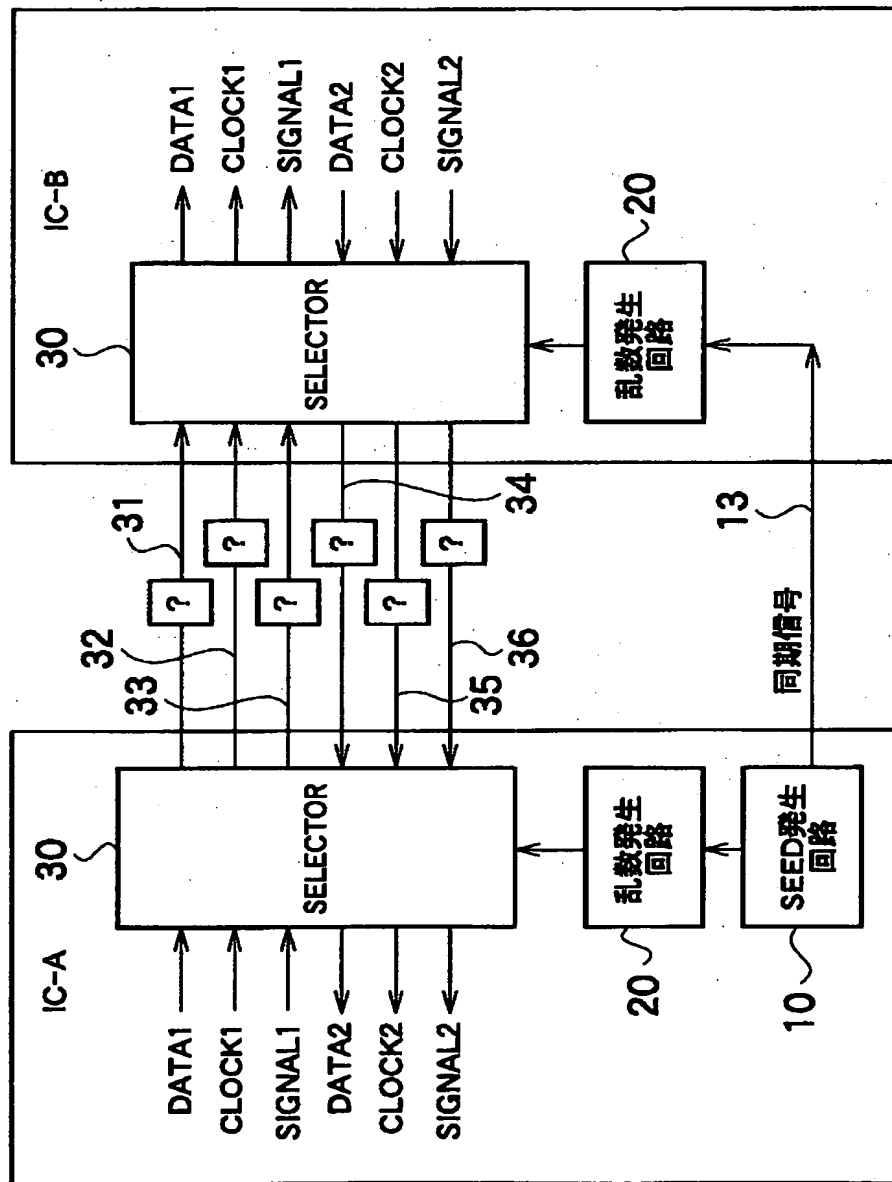 IC-A
30
SELECTOR
DATA1
CLOCK1
SIGNAL1
DATA2
CLOCK2
SIGNAL2
乱数発生
回路
20
SEED発生
回路
10
31
32
33
34
35
36
?
?
?
?
?
?
同期信号
13
IC-B
30
SELECTOR
DATA1
CLOCK1
SIGNAL1
DATA2
CLOCK2
SIGNAL2
乱数発生
回路
20